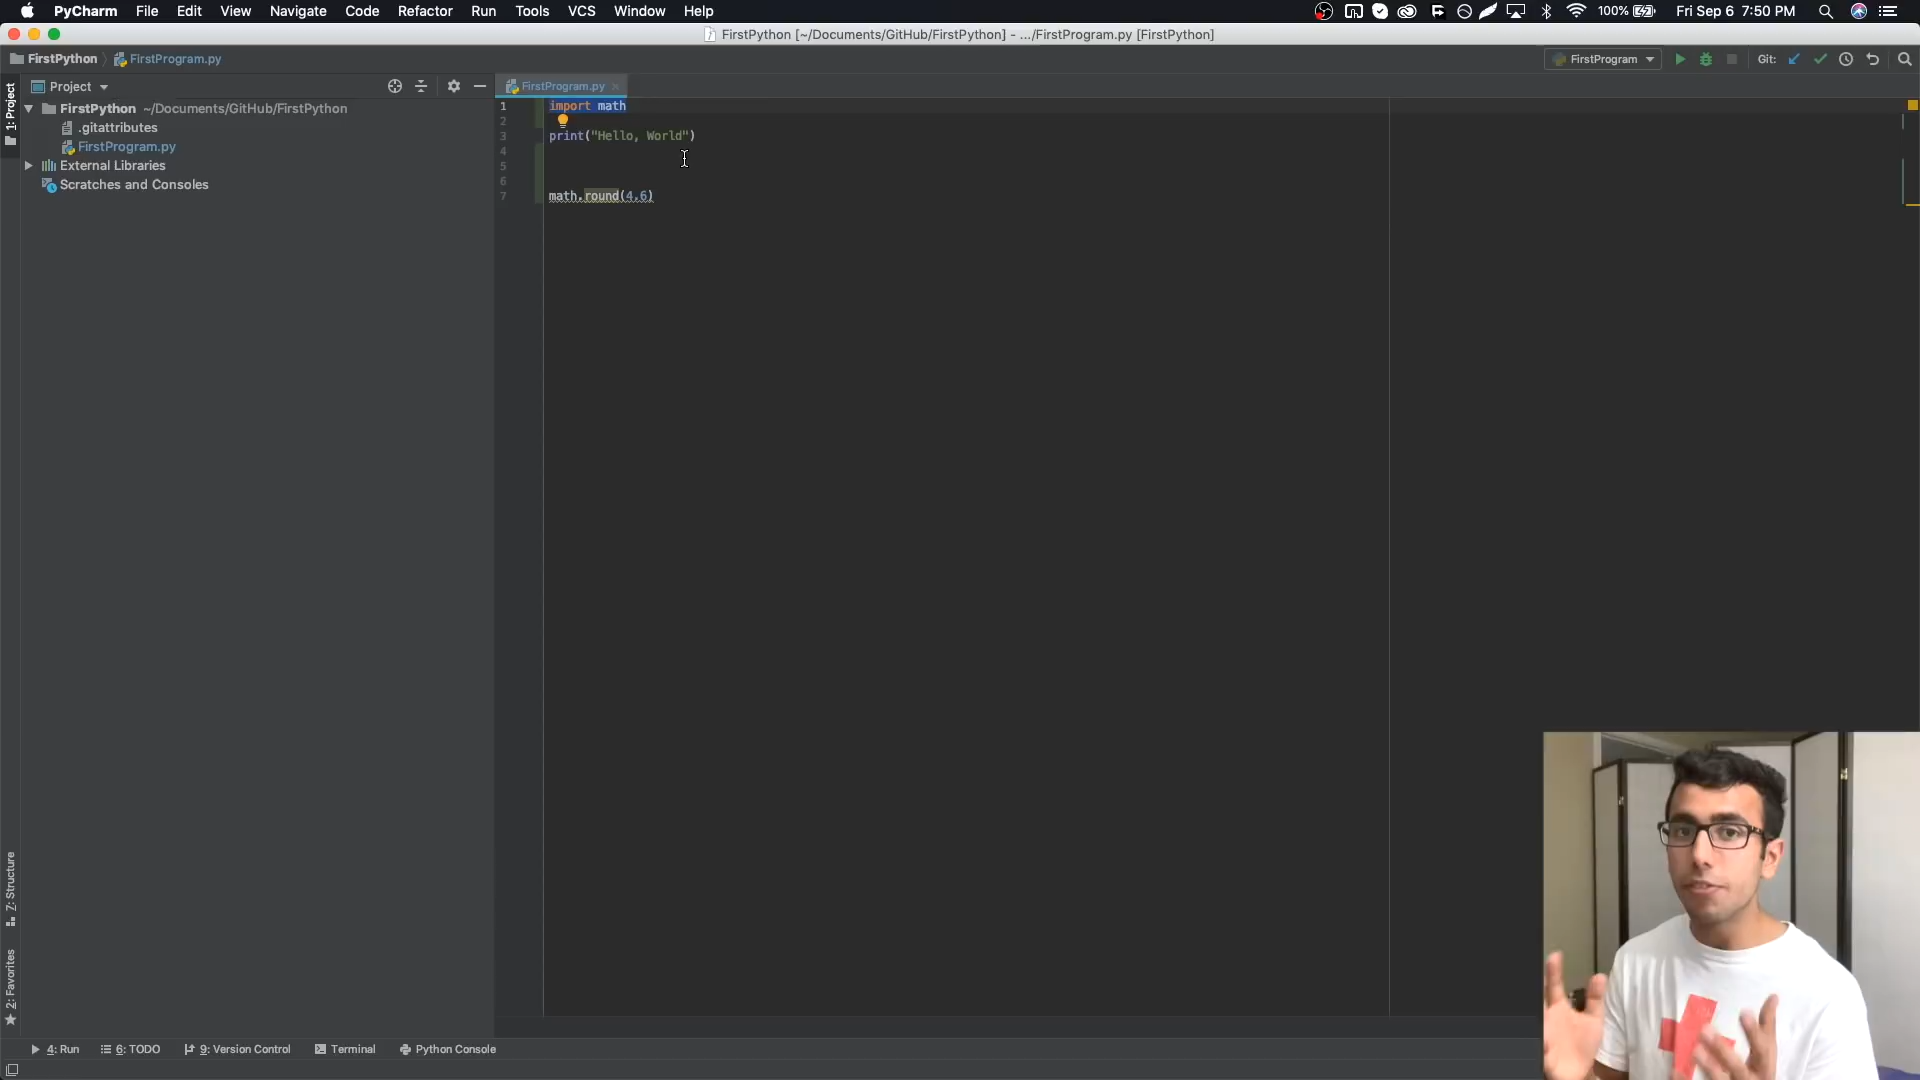 PyCharm File Edit View Navigate Code Refactor Run Tools VCS Window Help 100% Fri Sep 6 7:50 PM
FirstPython [~/Documents/GitHub/FirstPython] - .../FirstProgram.py [FirstPython]
FirstPython FirstProgram.py FirstProgram Git:
Project FirstProgram.py
1: Project
FirstPython ~/Documents/GitHub/FirstPython
.gitattributes
FirstProgram.py
External Libraries
Scratches and Consoles
1 import math
2
3 print("Hello, World")
4
5
6
7 math.round(4.6)
Z: Structure
2: Favorites
4: Run 6: TODO 9: Version Control Terminal Python Console